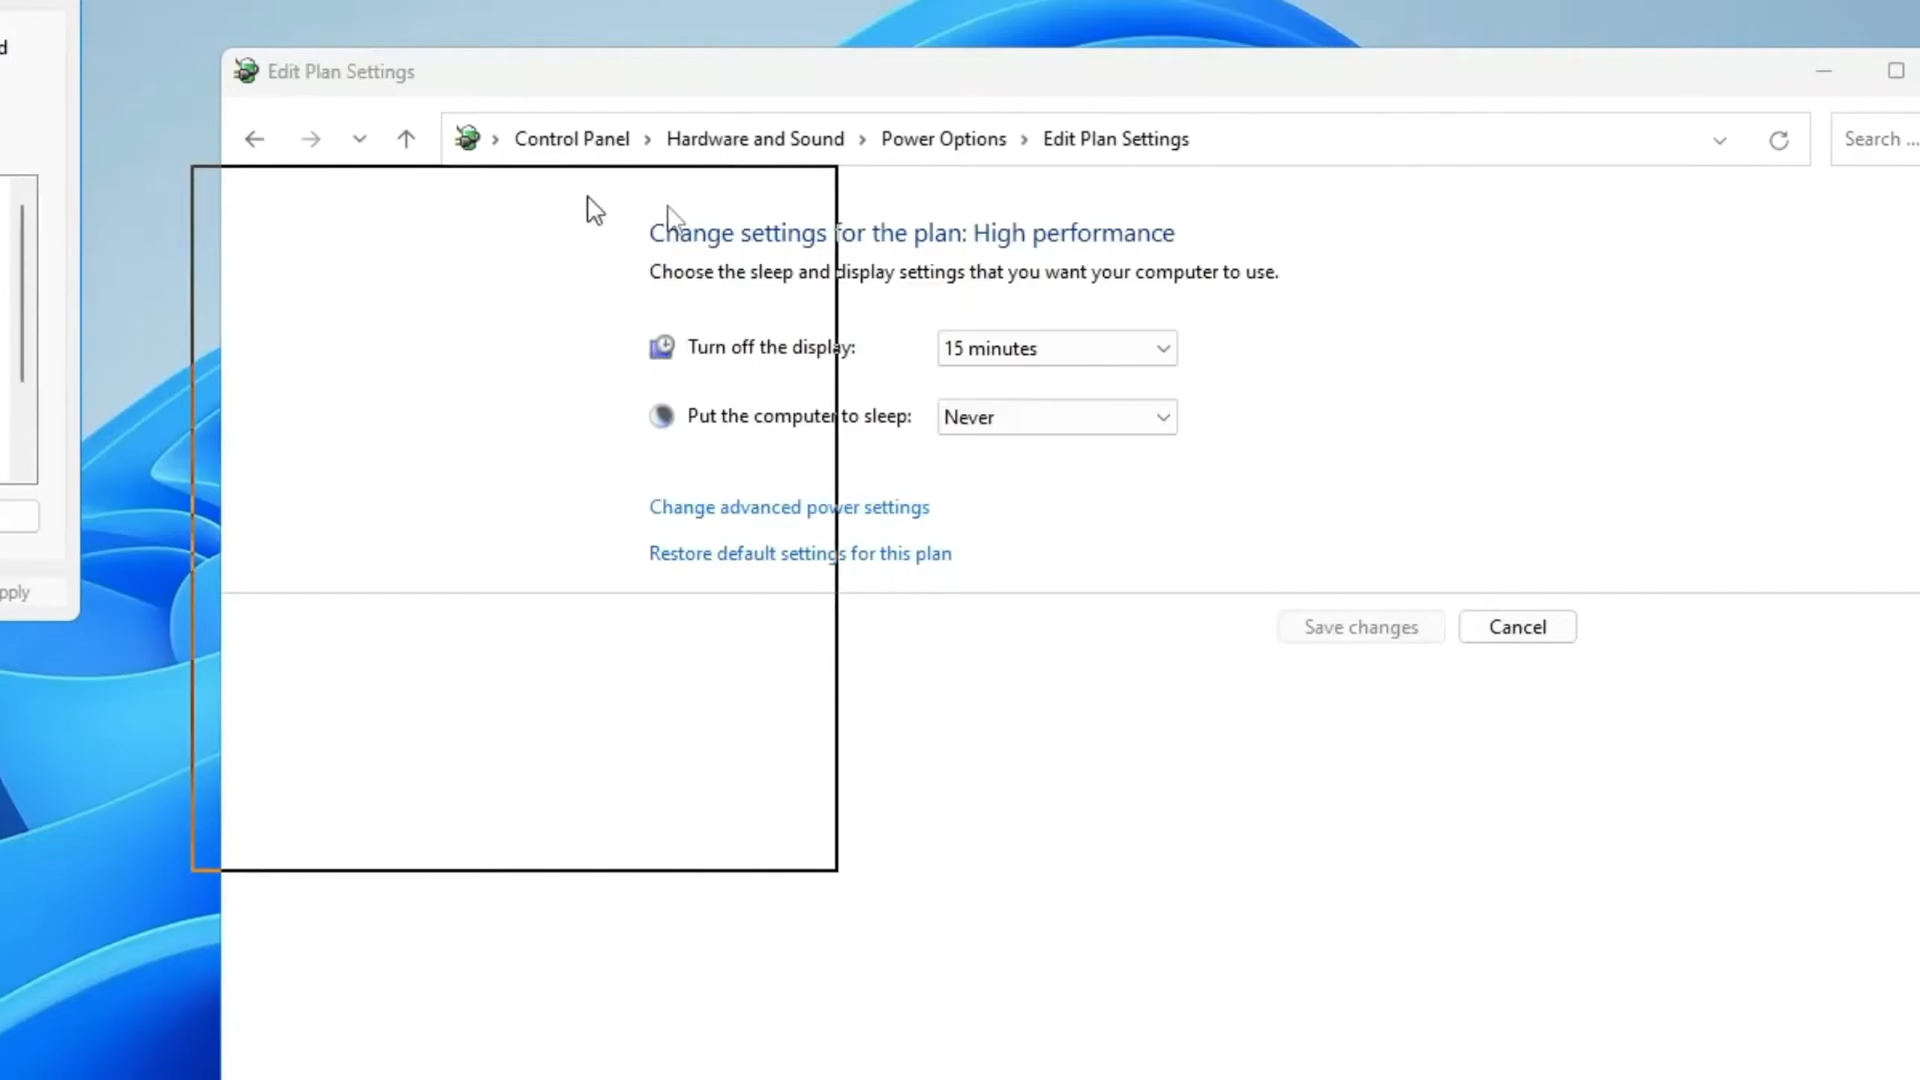 d
Edit Plan Settings
Control Panel > Hardware and Sound > Power Options > Edit Plan Settings
Search ...
Change settings for the plan: High performance
Choose the sleep and display settings that you want your computer to use.
Turn off the display: 15 minutes
Put the computer to sleep: Never
Change advanced power settings
Restore default settings for this plan
pply
Save changes Cancel